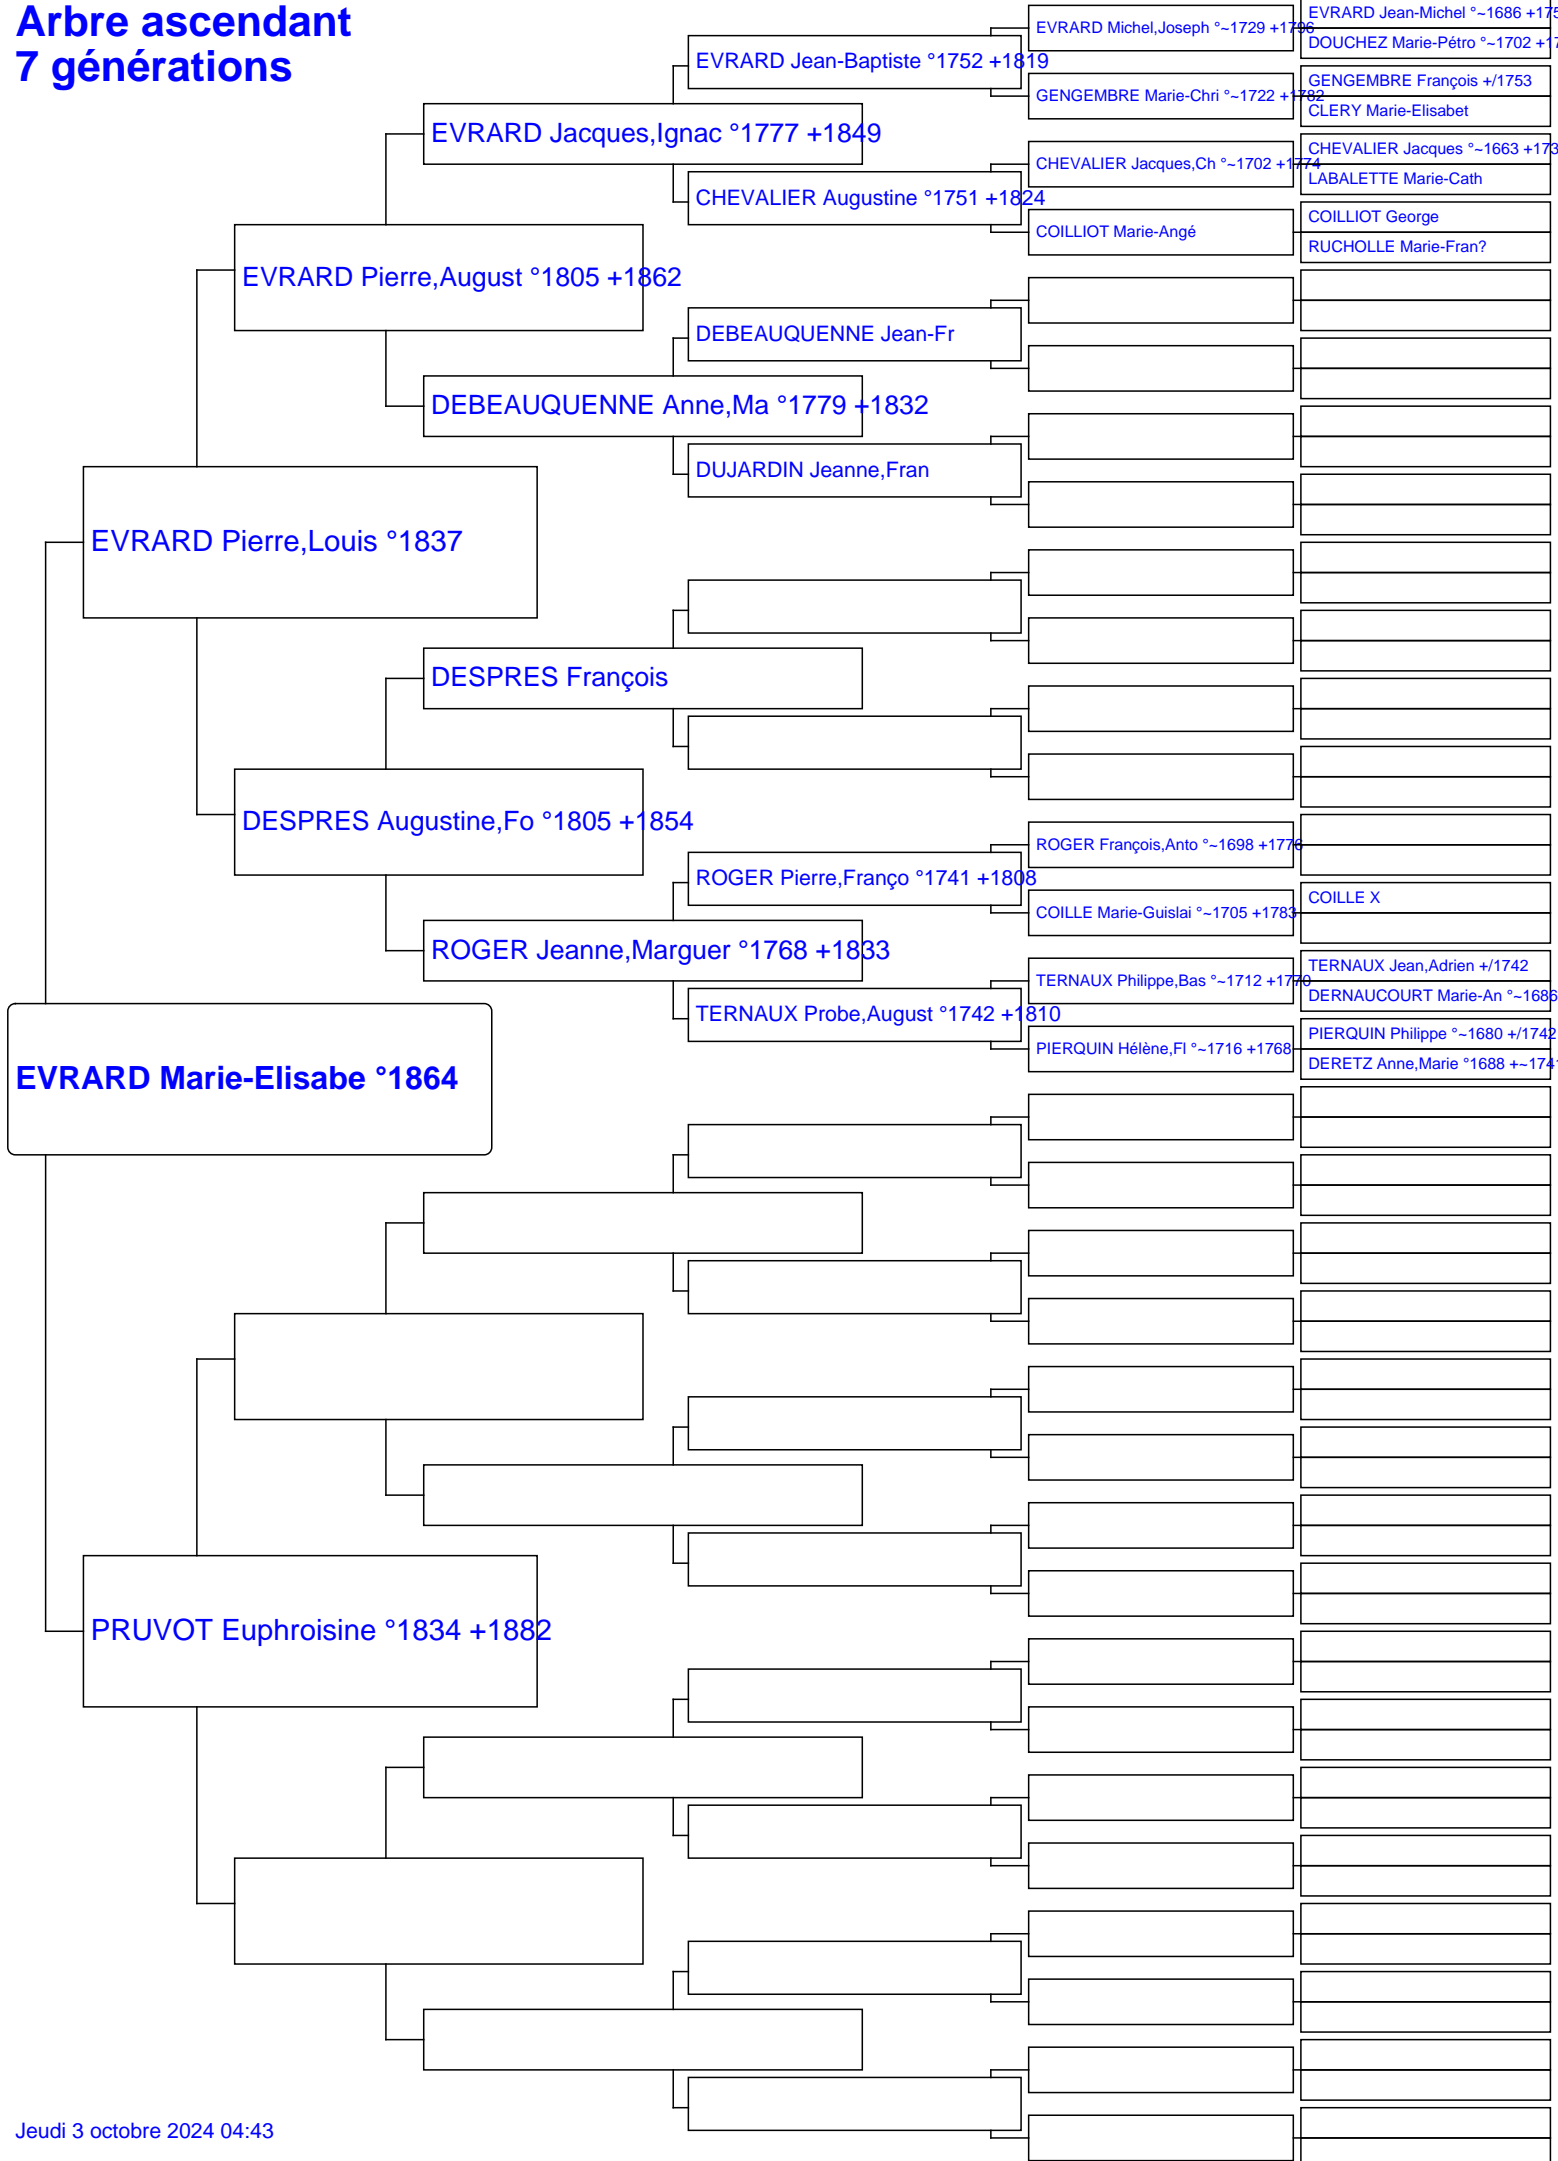 Arbre ascendant
7 générations
EVRARD Marie-Elisabe °1864
EVRARD Pierre,Louis °1837
PRUVOT Euphroisine °1834 +1882
EVRARD Pierre,August °1805 +1862
DESPRES Augustine,Fo °1805 +1854
EVRARD Jacques,Ignac °1777 +1849
DEBEAUQUENNE Anne,Ma °1779 +1832
DESPRES François
ROGER Jeanne,Marguer °1768 +1833
EVRARD Jean-Baptiste °1752 +1819
CHEVALIER Augustine °1751 +1824
DEBEAUQUENNE Jean-Fr
DUJARDIN Jeanne,Fran
ROGER Pierre,Franço °1741 +1808
TERNAUX Probe,August °1742 +1810
EVRARD Michel,Joseph °~1729 +1796
GENGEMBRE Marie-Chri °~1722 +1782
CHEVALIER Jacques,Ch °~1702 +1774
COILLIOT Marie-Angé
ROGER François,Anto °~1698 +1776
COILLE Marie-Guislai °~1705 +1783
TERNAUX Philippe,Bas °~1712 +1770
PIERQUIN Hélène,Fl °~1716 +1768
EVRARD Jean-Michel °~1686
DOUCHEZ Marie-Pétro °~1702
GENGEMBRE François +/1753
CLERY Marie-Elisabet
CHEVALIER Jacques °~1663
LABALETTE Marie-Cath
COILLIOT George
RUCHOLLE Marie-Fran?
COILLE X
TERNAUX Jean,Adrien +/1742
DERNAUCOURT Marie-An °~1686
PIERQUIN Philippe °~1680 +/1742
DERETZ Anne,Marie °1688
Jeudi 3 octobre 2024 04:43